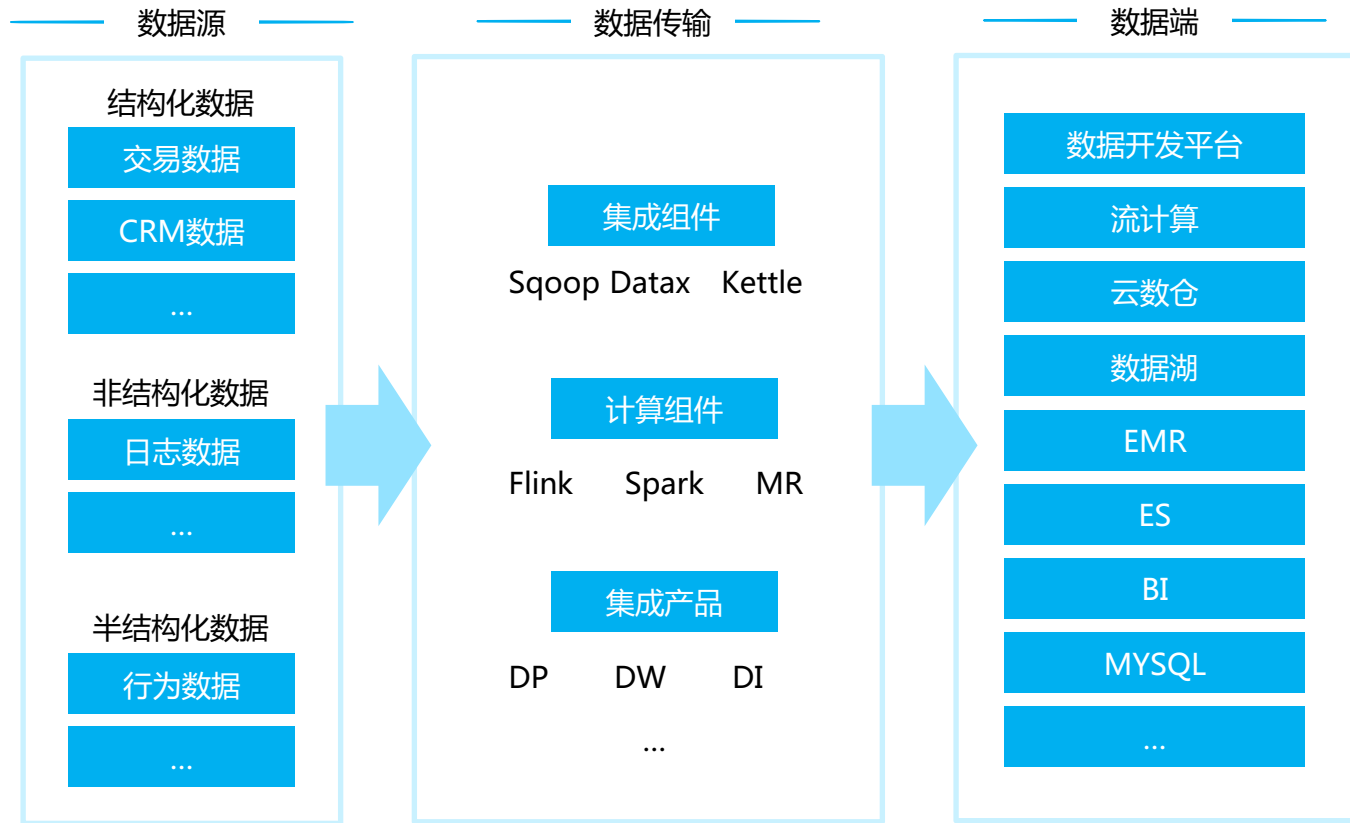 数据源
结构化数据
交易数据
CRM数据
...
非结构化数据
日志数据
...
半结构化数据
行为数据
...
数据传输
集成组件
Sqoop Datax Kettle
计算组件
Flink Spark MR
集成产品
DP DW DI
...
数据端
数据开发平台
流计算
云数仓
数据湖
EMR
ES
BI
MYSQL
...